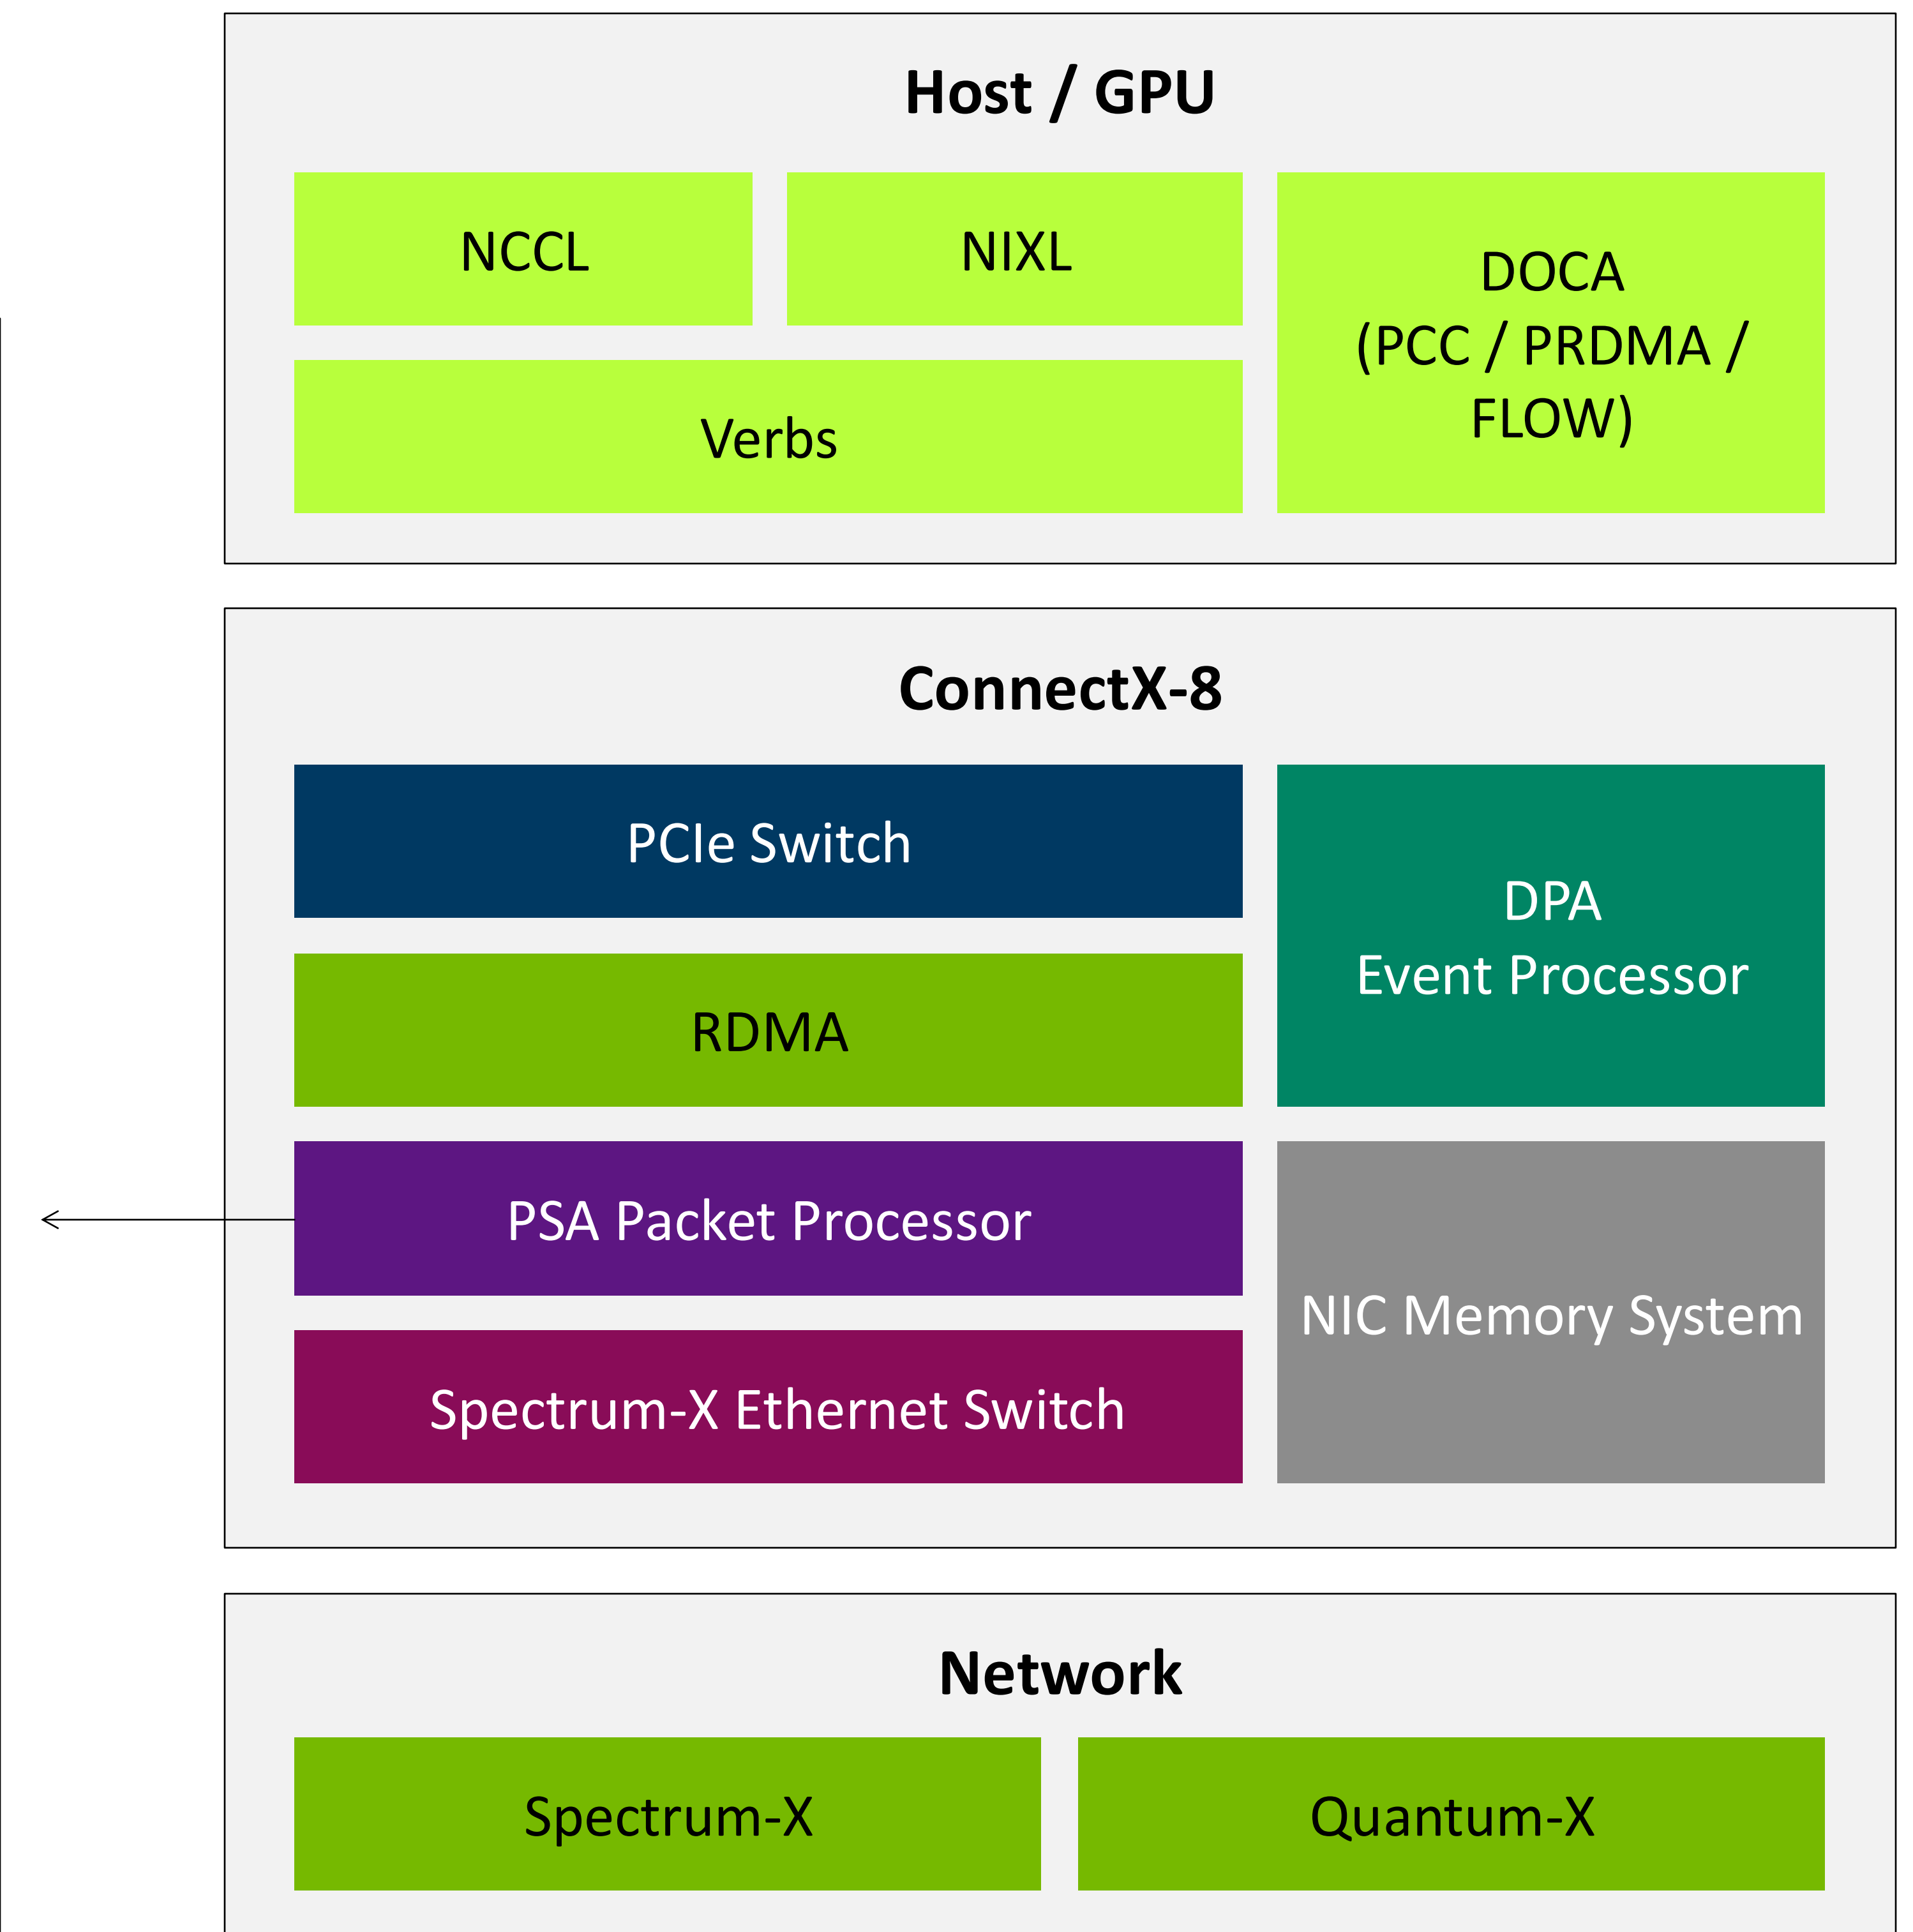 Host / GPU
NCCL
NIXL
DOCA
(PCC / PRDMA /
FLOW)
Verbs
ConnectX-8
PCIe Switch
DPA
Event Processor
RDMA
PSA Packet Processor
NIC Memory System
Spectrum-X Ethernet Switch
Network
Spectrum-X
Quantum-X